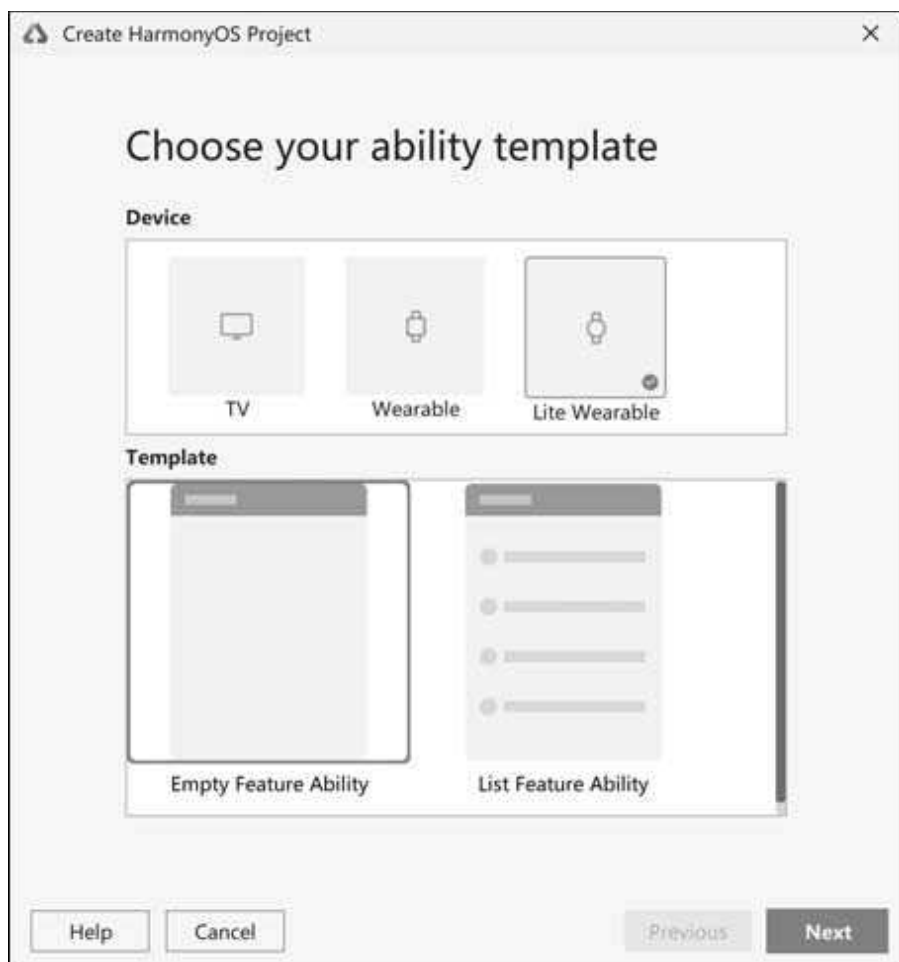 Create HarmonyOS Project
Choose your ability template
Device
TV Wearable Lite Wearable
Template
Empty Feature Ability List Feature Ability
Help Cancel Previous Next